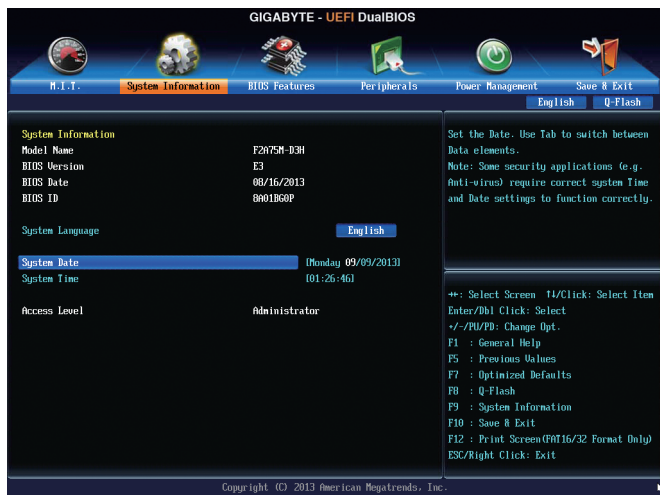 GIGABYTE - UEFI DualBIOS
M.I.T.
System Information
BIOS Features
Peripherals
Power Management
Save & Exit
English
Q-Flash
System Information
Model Name F2A75M-D3H
BIOS Version E3
BIOS Date 08/16/2013
BIOS ID 8A01BG0P
System Language English
System Date [Monday 09/09/2013]
System Time [01:26:46]
Access Level Administrator
Set the Date. Use Tab to switch between
Data elements.
Note: Some security applications (e.g.
Anti-virus) require correct system Time
and Date settings to function correctly.
→←: Select Screen ↑↓/Click: Select Item
Enter/Dbl Click: Select
+/-/PU/PD: Change Opt.
F1 : General Help
F5 : Previous Values
F7 : Optimized Defaults
F8 : Q-Flash
F9 : System Information
F10 : Save & Exit
F12 : Print Screen(FAT16/32 Format Only)
ESC/Right Click: Exit
Copyright (C) 2013 American Megatrends, Inc.